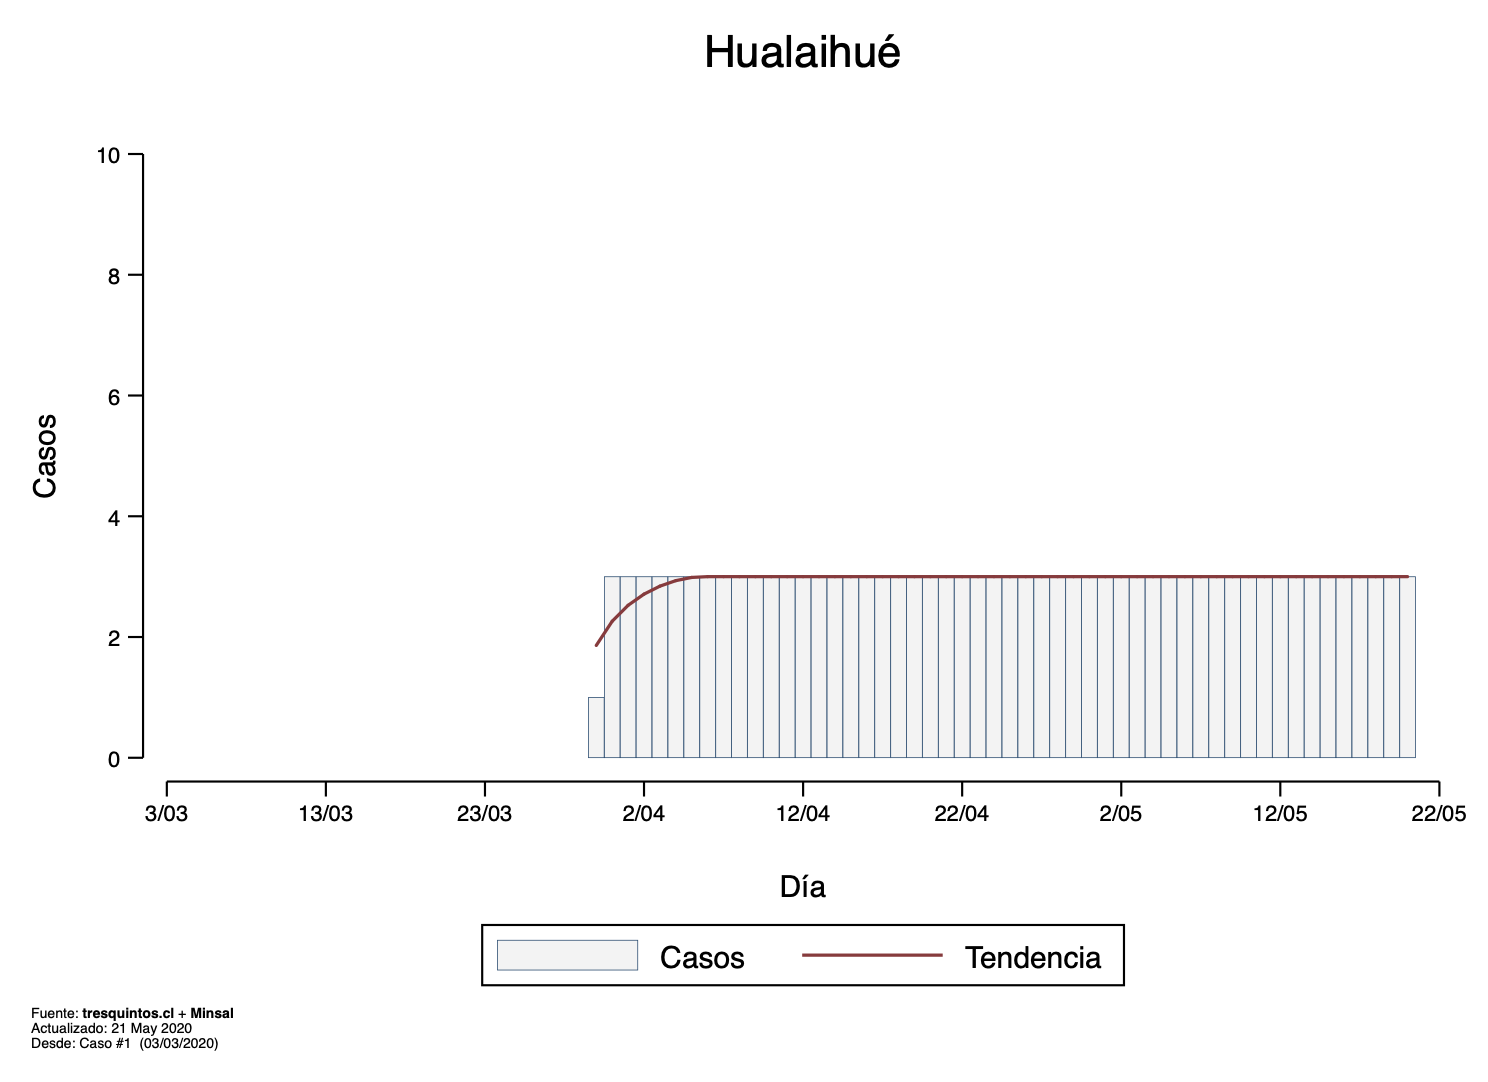 Hualaihué
10
8
6
4
2
0
Casos
3/03 13/03 23/03 2/04 12/04 22/04 2/05 12/05 22/05
Día
Casos Tendencia
Fuente: tresquintos.cl + Minsal
Actualizado: 21 May 2020
Desde: Caso #1 (03/03/2020)